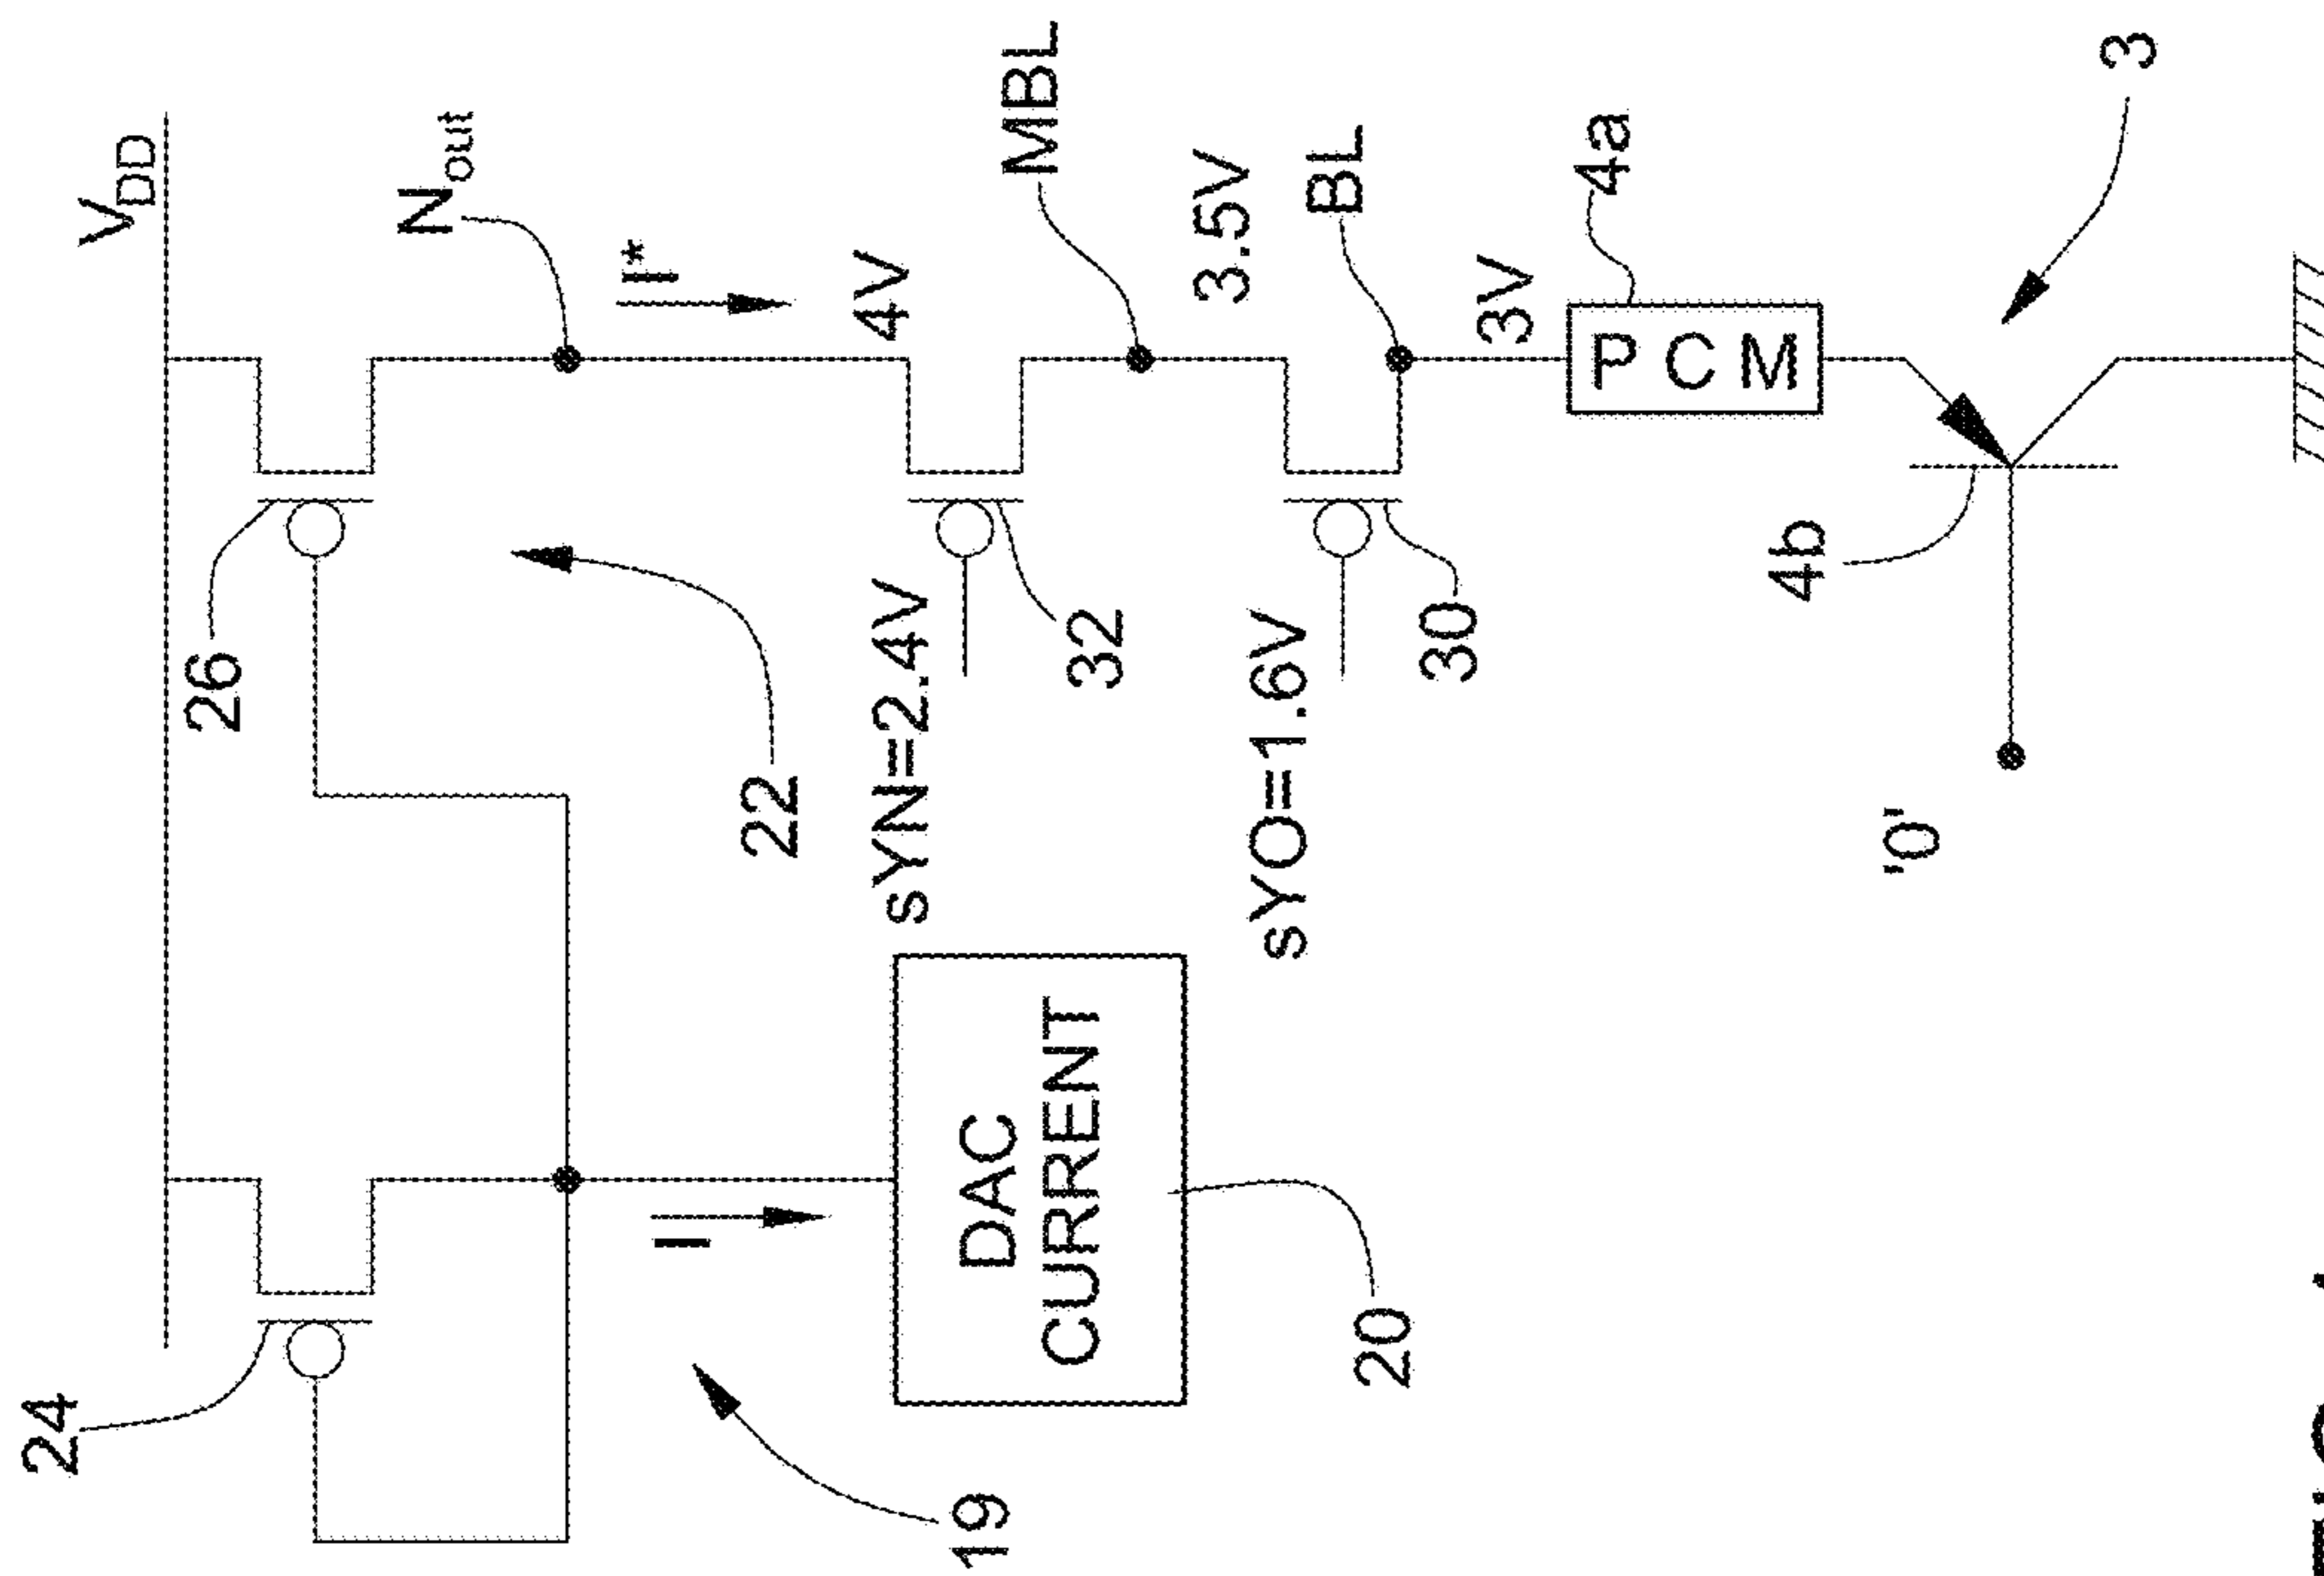 V_DD
24
26
N_out
I*
I
22
4V
sYN=2.4V
32
MBL
19
DAC
CURRENT
20
3.5V
sYO=1.6V
30
BL
3V
4a
PCM
4b
'0'
3